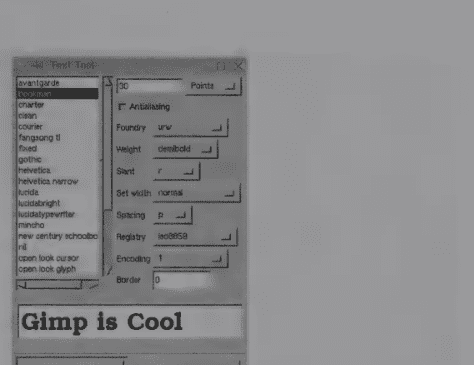 Text Tool
avantgarde
bookman
charter
clean
courier
fangsong ti
fixed
gothic
helvetica
helvetica narrow
lucida
lucidabright
lucidatypewriter
mincho
new century schoolbo
nil
open look cursor
open look glyph
30 Points
Antialiasing
Foundry urw
Weight demibold
Slant r
Set width normal
Spacing p
Registry iso8859
Encoding 1
Border 0
Gimp is Cool